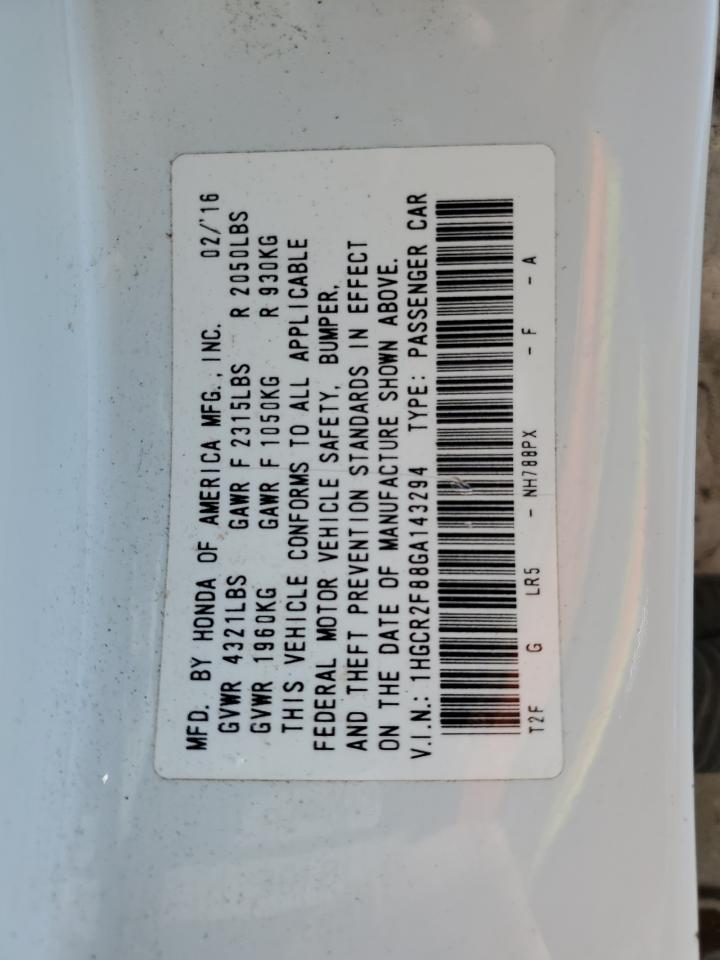 MFD. BY HONDA OF AMERICA MFG., INC. 02/'16
GVWR 4321LBS GAWR F 2315LBS R 2050LBS
GVWR 1960KG GAWR F 1050KG R 930KG
THIS VEHICLE CONFORMS TO ALL APPLICABLE
FEDERAL MOTOR VEHICLE SAFETY, BUMPER,
AND THEFT PREVENTION STANDARDS IN EFFECT
ON THE DATE OF MANUFACTURE SHOWN ABOVE.
V.I.N.: 1HGCR2F88GA143294 TYPE: PASSENGER CAR
T2F G LR5 - NH788PX - F - A